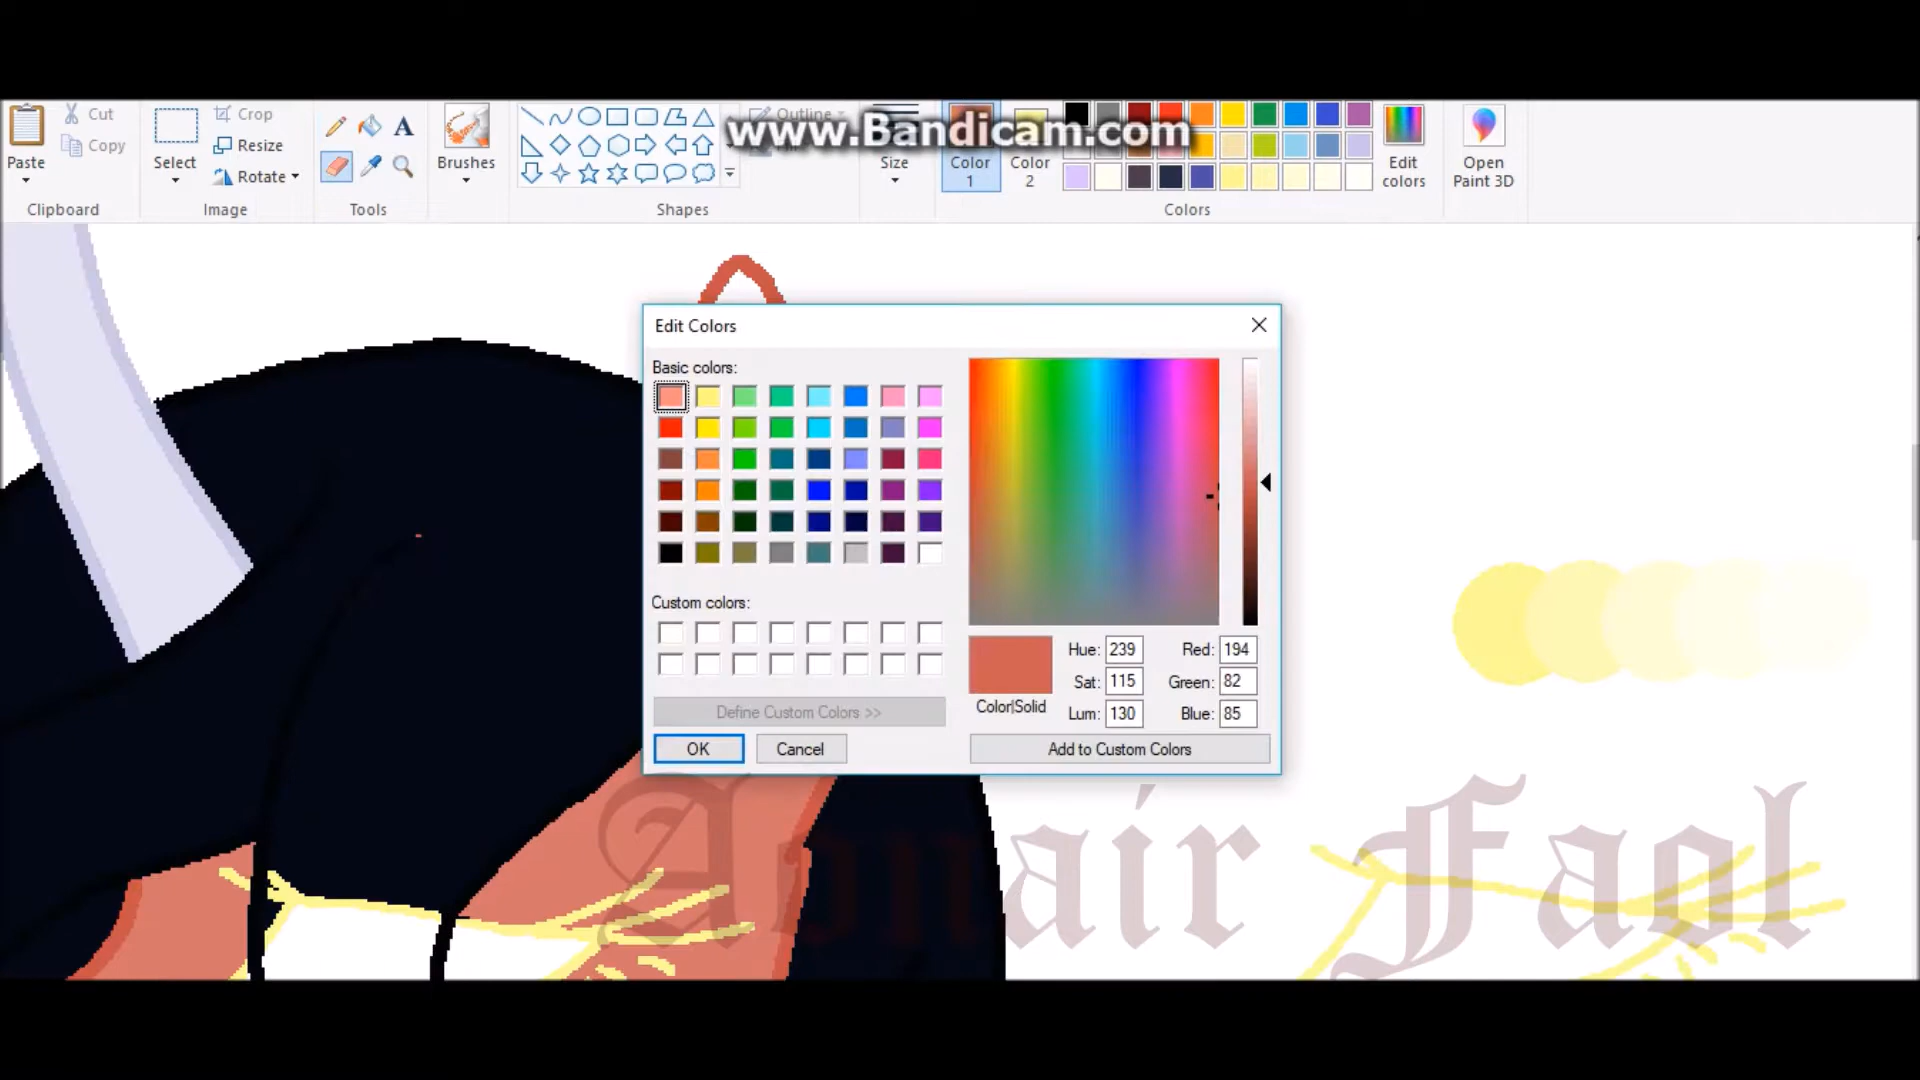 www.Bandicam.com
Paste
Cut
Copy
Clipboard
Select
Crop
Resize
Rotate
Image
A
Tools
Brushes
Outline
Shapes
Size
Color 1
Color 2
Edit colors
Colors
Open Paint 3D
Edit Colors
Basic colors:
Custom colors:
Define Custom Colors >>
OK
Cancel
Color|Solid
Hue: 239
Sat: 115
Lum: 130
Red: 194
Green: 82
Blue: 85
Add to Custom Colors
Aonair Faol